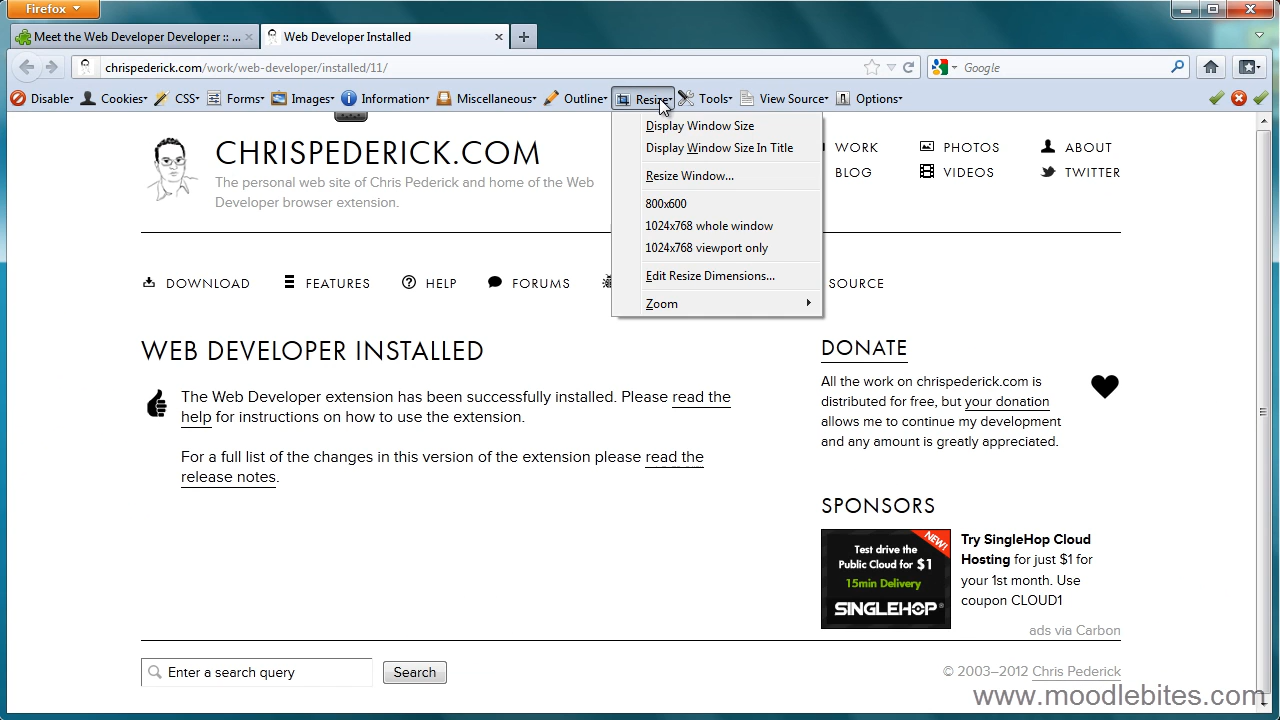 Firefox
Meet the Web Developer Developer :: ...
Web Developer Installed
chrispederick.com/work/web-developer/installed/11/
Google
Disable
Cookies
CSS
Forms
Images
Information
Miscellaneous
Outline
Resize
Tools
View Source
Options
Display Window Size
Display Window Size In Title
Resize Window...
800x600
1024x768 whole window
1024x768 viewport only
Edit Resize Dimensions...
Zoom
CHRISPEDERICK.COM
The personal web site of Chris Pederick and home of the Web
Developer browser extension.
WORK
PHOTOS
ABOUT
BLOG
VIDEOS
TWITTER
DOWNLOAD
FEATURES
HELP
FORUMS
SOURCE
WEB DEVELOPER INSTALLED
The Web Developer extension has been successfully installed. Please read the
help for instructions on how to use the extension.
For a full list of the changes in this version of the extension please read the
release notes.
DONATE
All the work on chrispederick.com is
distributed for free, but your donation
allows me to continue my development
and any amount is greatly appreciated.
SPONSORS
NEW!
Test drive the
Public Cloud for $1
15min Delivery
SINGLEHOP®
Try SingleHop Cloud
Hosting for just $1 for
your 1st month. Use
coupon CLOUD1
ads via Carbon
Enter a search query
Search
© 2003–2012 Chris Pederick
www.moodlebites.com